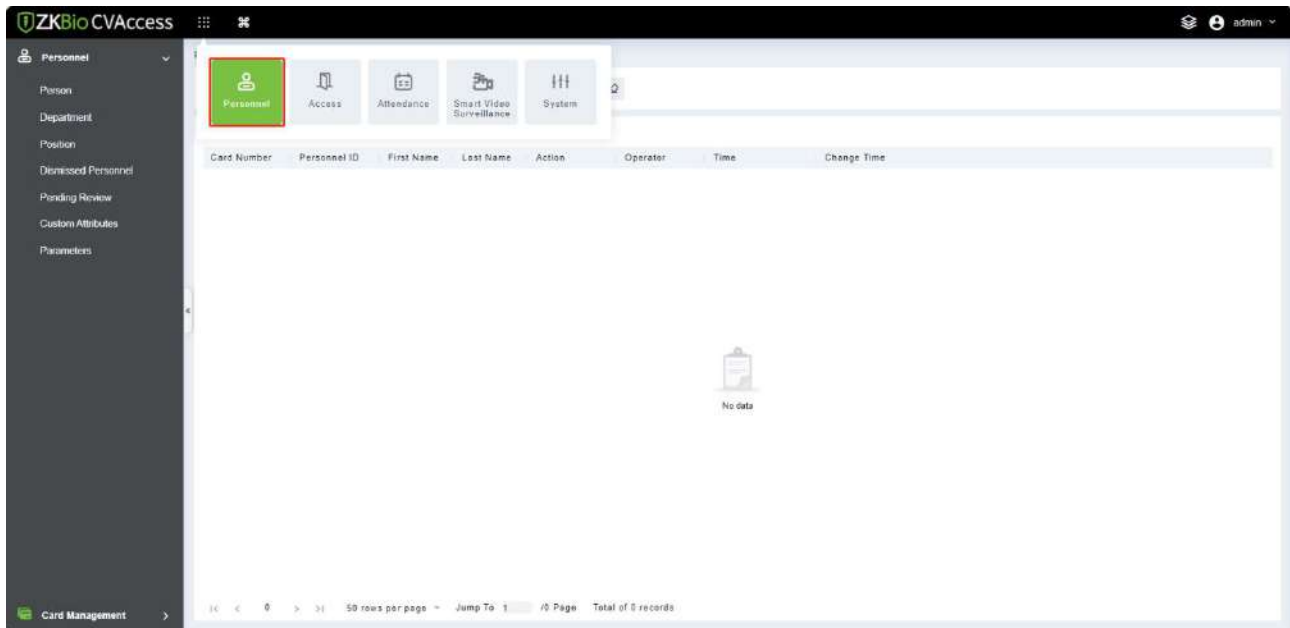 ZKBio CVAccess
admin
Personnel
Person
Department
Position
Dismissed Personnel
Pending Review
Custom Attributes
Parameters
Card Management
Personnel Access Attendance Smart Video Surveillance System
Card Number Personnel ID First Name Last Name Action Operator Time Change Time
No data
0 50 rows per page Jump To 1 /0 Page Total of 0 records